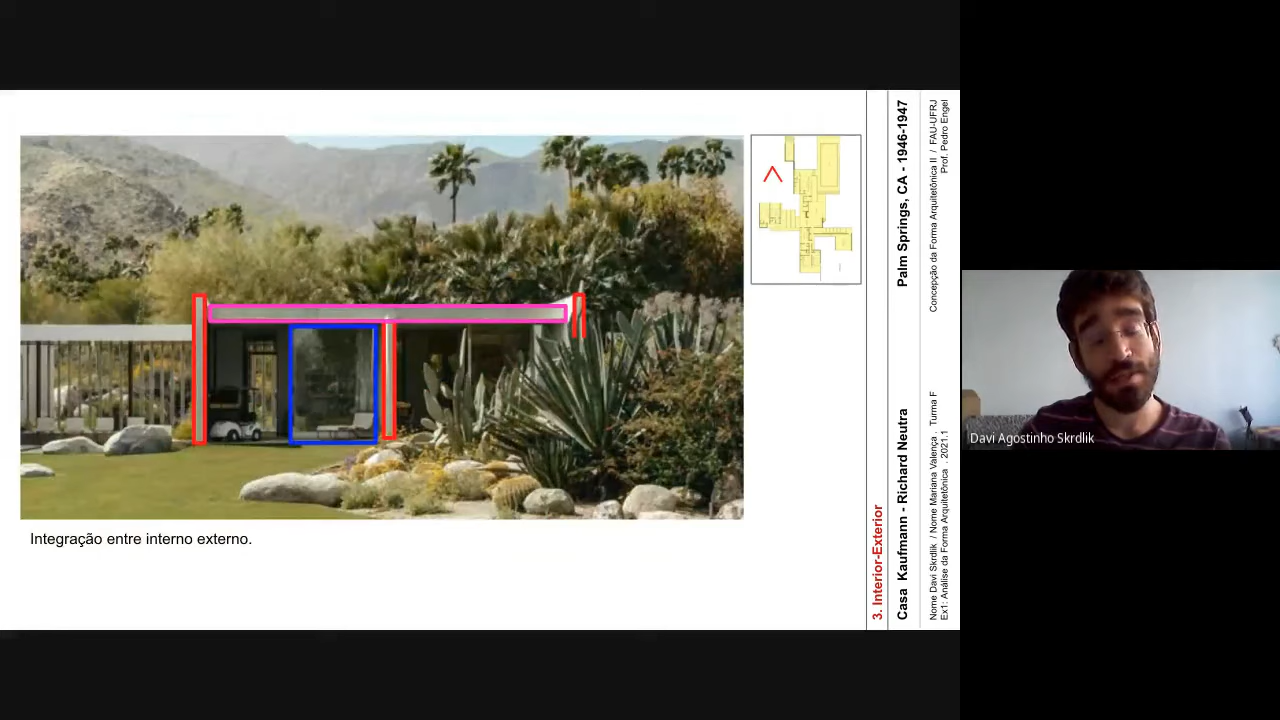 Integração entre interno externo.
3. Interior-Exterior
Casa Kaufmann - Richard Neutra
Palm Springs, CA - 1946-1947
Nome Davi Skrdlik / Nome Mariana Valença . Turma F
Ex1: Análise da Forma Arquitetônica . 2021.1
Concepção da Forma Arquitetônica II / FAU-UFRJ
Prof. Pedro Engel
Davi Agostinho Skrdlik